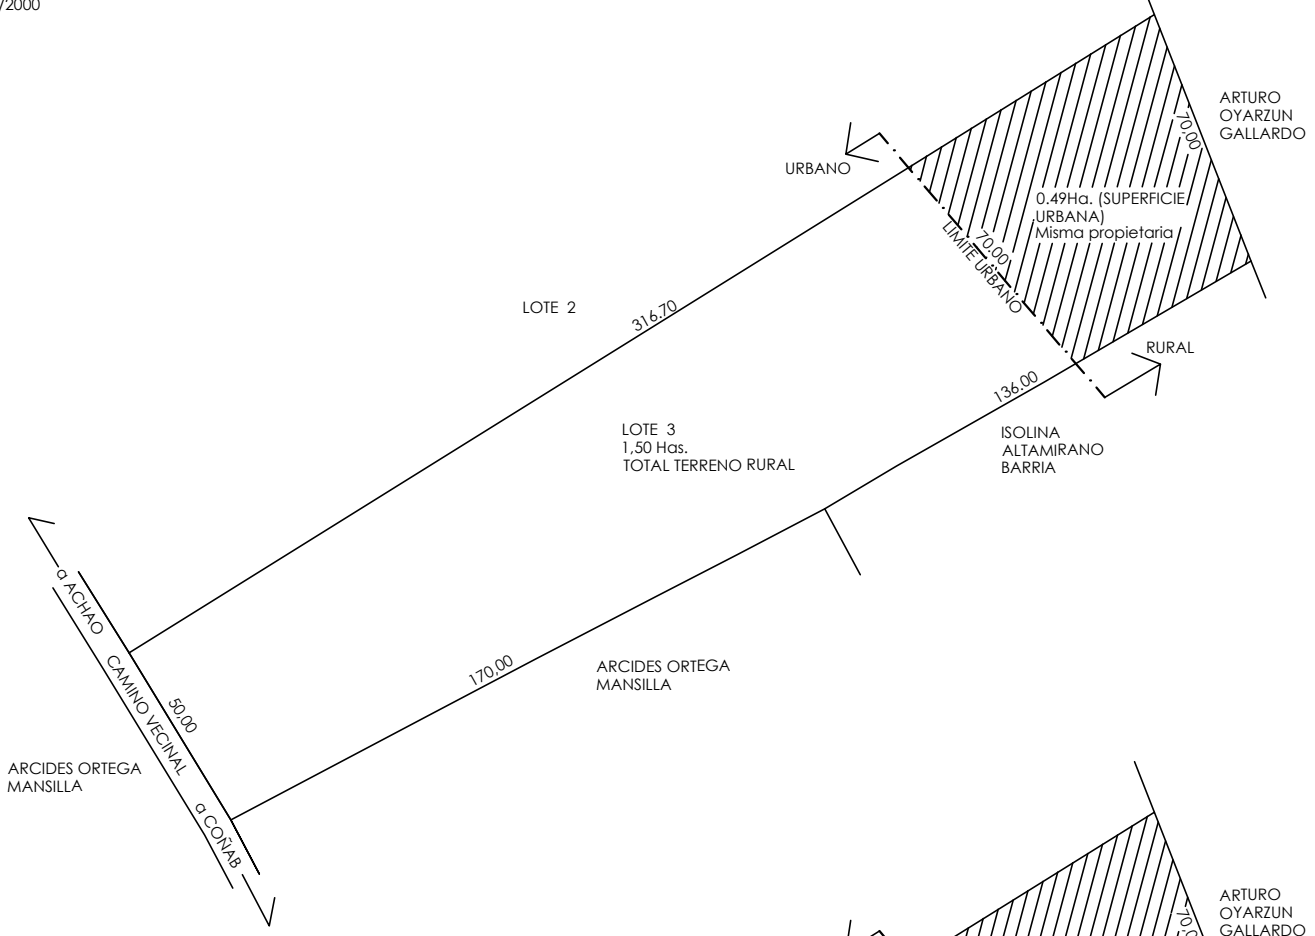 /2000
ARTURO
OYARZUN
GALLARDO
70,00
URBANO
0.49Ha. (SUPERFICIE
URBANA)
Misma propietaria
70.00
LIMITE URBANO
LOTE 2
316.70
RURAL
136.00
LOTE 3
1,50 Has.
TOTAL TERRENO RURAL
ISOLINA
ALTAMIRANO
BARRIA
a ACHAO
CAMINO VECINAL
a COÑAB
50,00
170,00
ARCIDES ORTEGA
MANSILLA
ARCIDES ORTEGA
MANSILLA
ARTURO
OYARZUN
GALLARDO
70,0